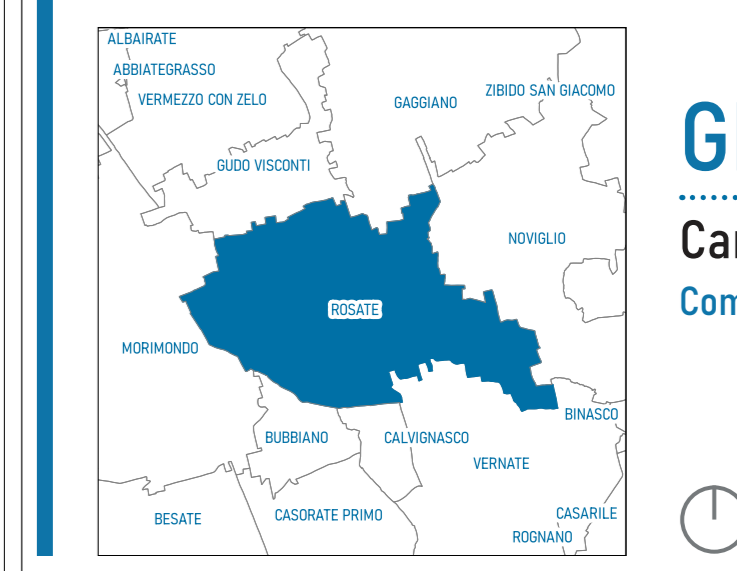 ALBAIRATE
ABBIATEGRASSO
VERMEZZO CON ZELO
GAGGIANO
ZIBIDO SAN GIACOMO
GUDO VISCONTI
NOVIGLIO
ROSATE
MORIMONDO
BINASCO
BUBBIANO
CALVIGNASCO
VERNATE
BESATE
CASORATE PRIMO
CASARILE
ROGNANO
Com